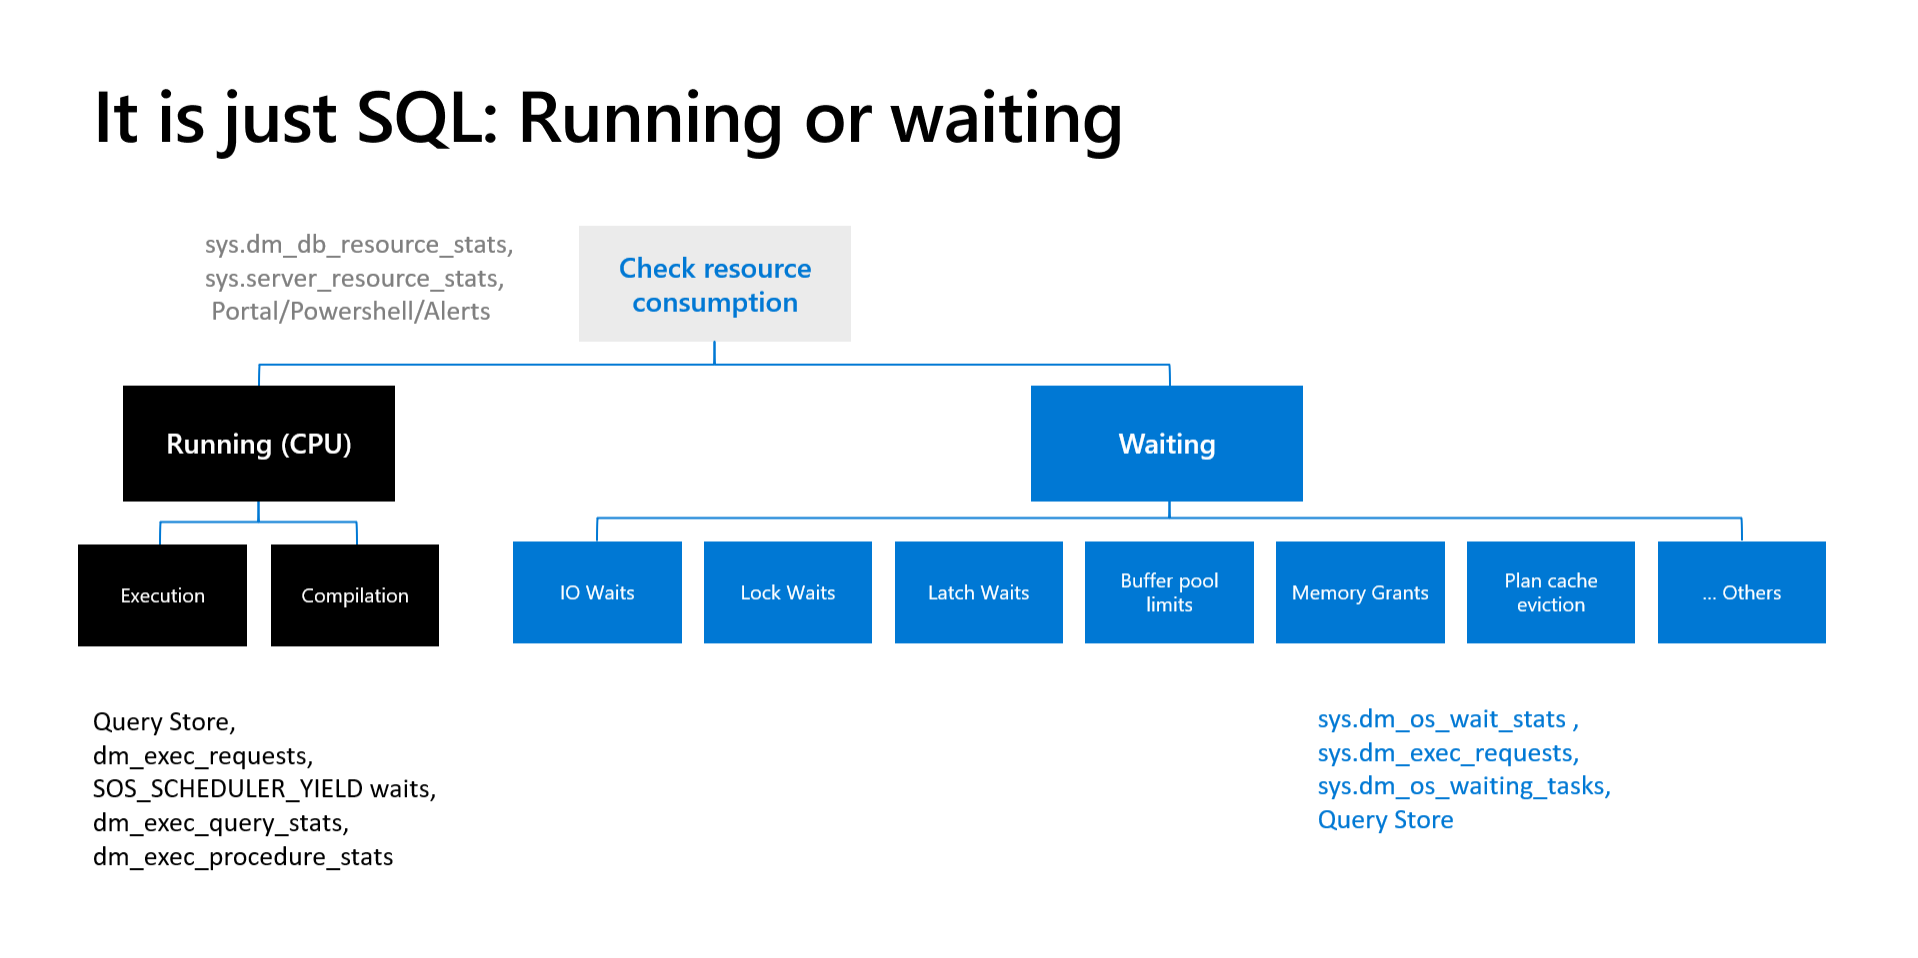 It is just SQL: Running or waiting
sys.dm_db_resource_stats,
sys.server_resource_stats,
Portal/Powershell/Alerts
Check resource
consumption
Running (CPU)
Waiting
Execution
Compilation
IO Waits
Lock Waits
Latch Waits
Buffer pool
limits
Memory Grants
Plan cache
eviction
... Others
Query Store,
dm_exec_requests,
SOS_SCHEDULER_YIELD waits,
dm_exec_query_stats,
dm_exec_procedure_stats
sys.dm_os_wait_stats ,
sys.dm_exec_requests,
sys.dm_os_waiting_tasks,
Query Store